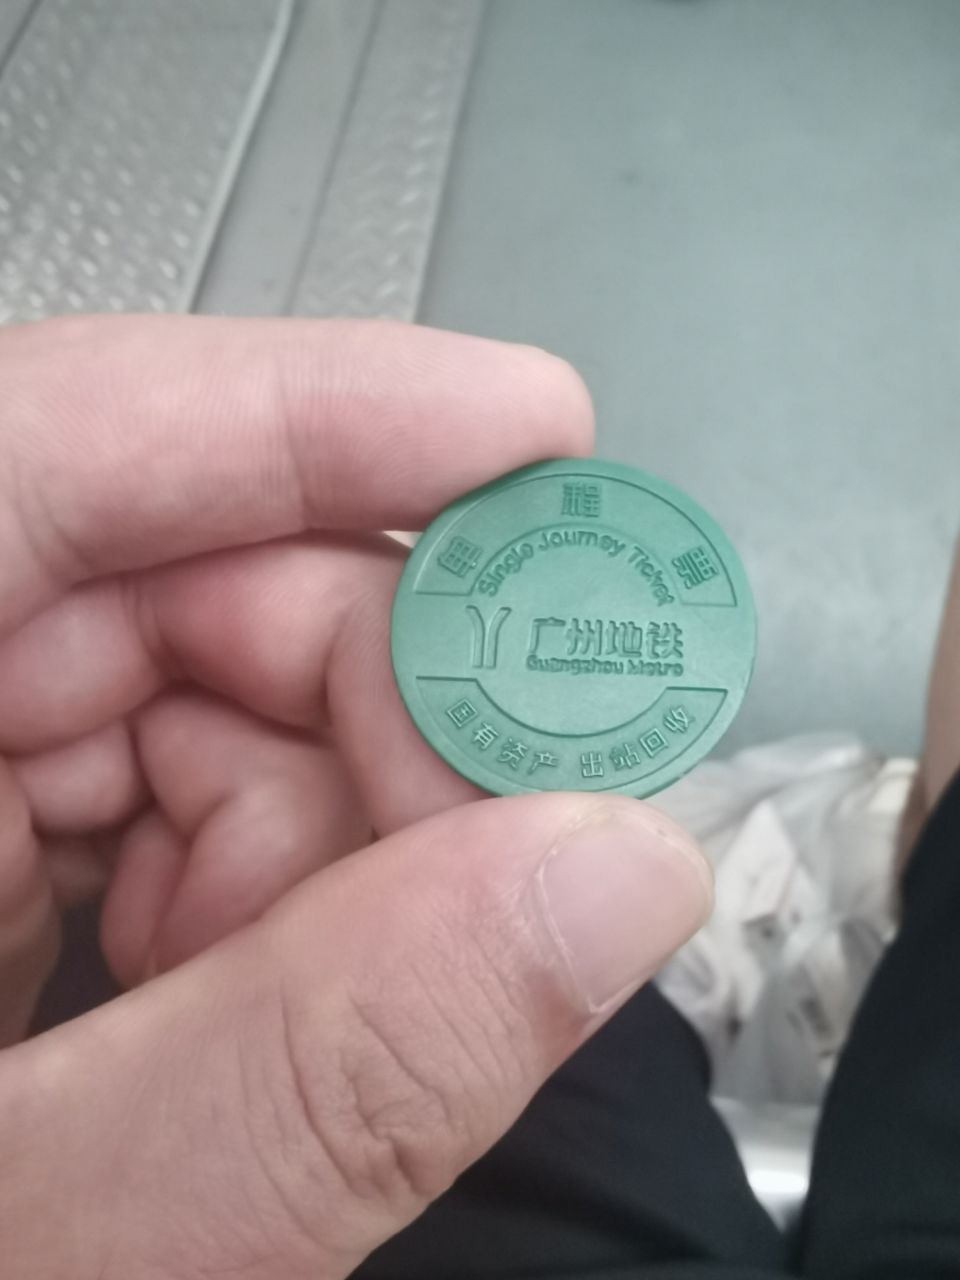 单程票
Single Journey Ticket
广州地铁
Guangzhou Metro
国有资产 出站回收